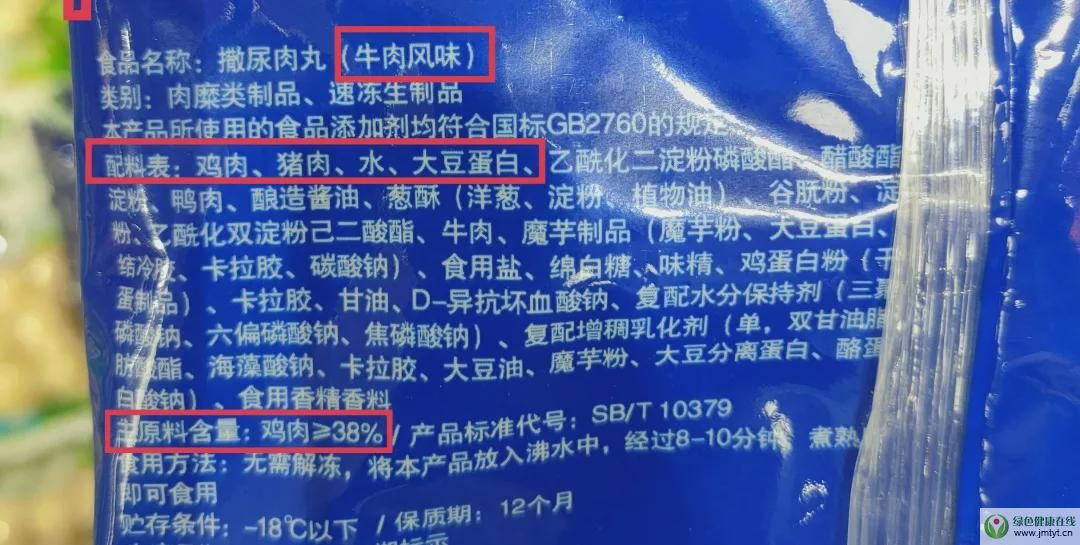 食品名称：撒尿肉丸（牛肉风味）
类别：肉糜类制品、速冻生制品
本产品所使用的食品添加剂均符合国标GB2760的规定
配料表：鸡肉、猪肉、水、大豆蛋白、乙酰化二淀粉磷酸酯、醋酸酯
淀粉、鸭肉、酿造酱油、葱酥（洋葱、淀粉、植物油）、谷朊粉、淀
粉、乙酰化双淀粉己二酸酯、牛肉、魔芋制品（魔芋粉、大豆蛋白、
结冷胶、卡拉胶、碳酸钠）、食用盐、绵白糖、味精、鸡蛋白粉（干
蛋制品）、卡拉胶、甘油、D-异抗坏血酸钠、复配水分保持剂（三聚
磷酸钠、六偏磷酸钠、焦磷酸钠）、复配增稠乳化剂（单，双甘油脂
肪酸酯、海藻酸钠、卡拉胶、大豆油、魔芋粉、大豆分离蛋白、酪蛋
白酸钠）、食用香精香料
主原料含量：鸡肉≥38% / 产品标准代号：SB/T 10379
食用方法：无需解冻，将本产品放入沸水中，经过8-10分钟，煮熟
即可食用
贮存条件：-18℃以下 / 保质期：12个月
绿色健康在线
www.jmtyt.cn